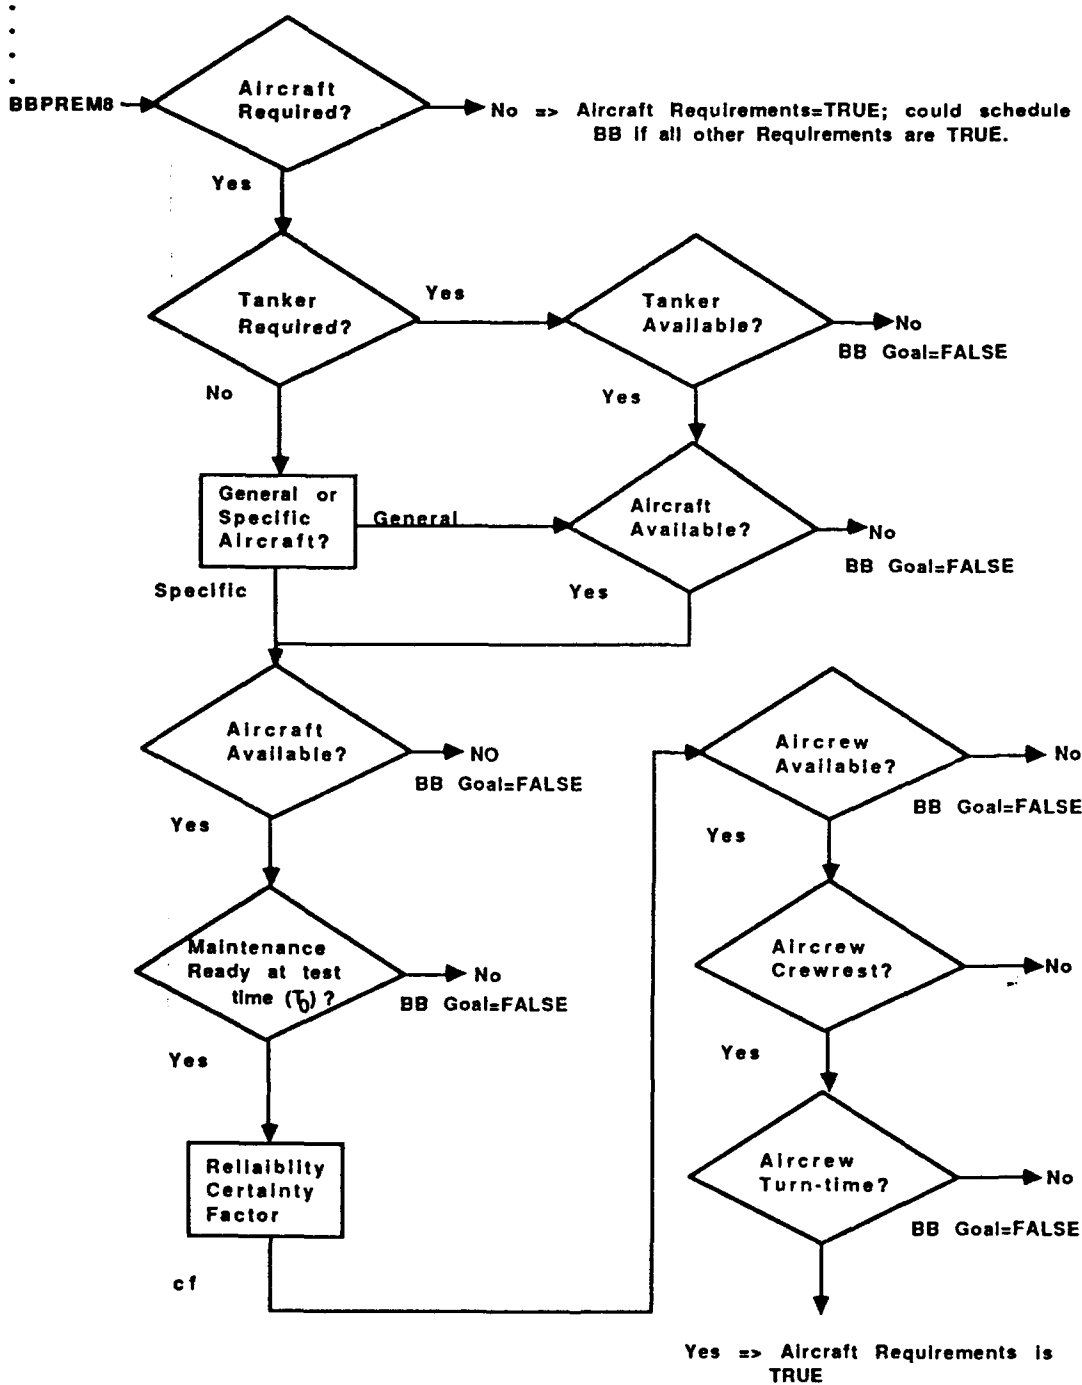 Aircraft
Required?
BBPREM8
No => Aircraft Requirements=TRUE; could schedule
BB if all other Requirements are TRUE.
Yes
Tanker
Required?
Yes
Tanker
Available?
No
BB Goal=FALSE
No
Yes
General or
Specific
Aircraft?
General
Aircraft
Available?
No
BB Goal=FALSE
Specific
Yes
Aircraft
Available?
NO
BB Goal=FALSE
Aircrew
Available?
No
BB Goal=FALSE
Yes
Yes
Maintenance
Ready at test
time (T0) ?
No
BB Goal=FALSE
Aircrew
Crewrest?
No
Yes
Yes
Reliaiblity
Certainty
Factor
Aircrew
Turn-time?
No
BB Goal=FALSE
cf
Yes => Aircraft Requirements is
TRUE